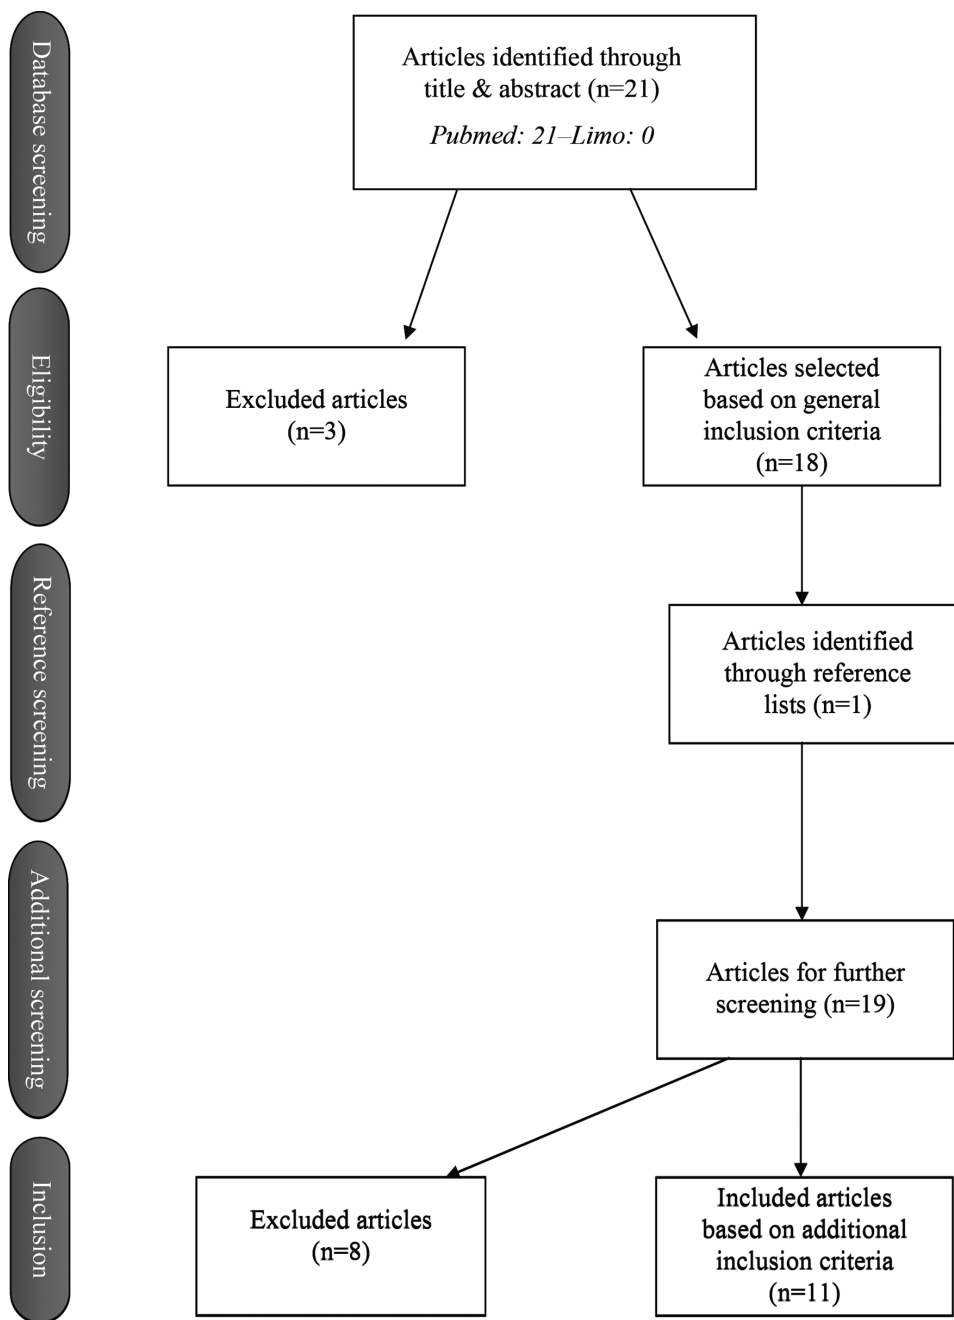 Database screening
Articles identified through
title & abstract (n=21)
Pubmed: 21–Limo: 0
Eligibility
Excluded articles
(n=3)
Articles selected
based on general
inclusion criteria
(n=18)
Reference screening
Articles identified
through reference
lists (n=1)
Additional screening
Articles for further
screening (n=19)
Inclusion
Excluded articles
(n=8)
Included articles
based on additional
inclusion criteria
(n=11)